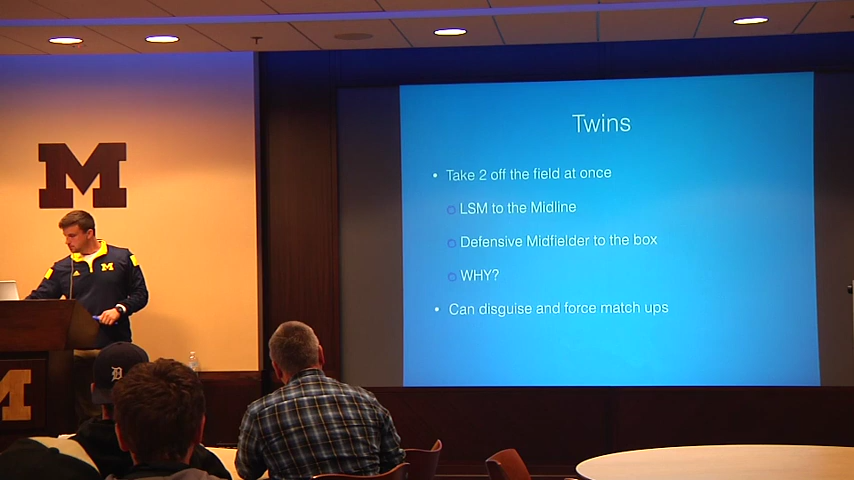 M
M
M
D
Twins
• Take 2 off the field at once
LSM to the Midline
Defensive Midfielder to the box
WHY?
• Can disguise and force match ups